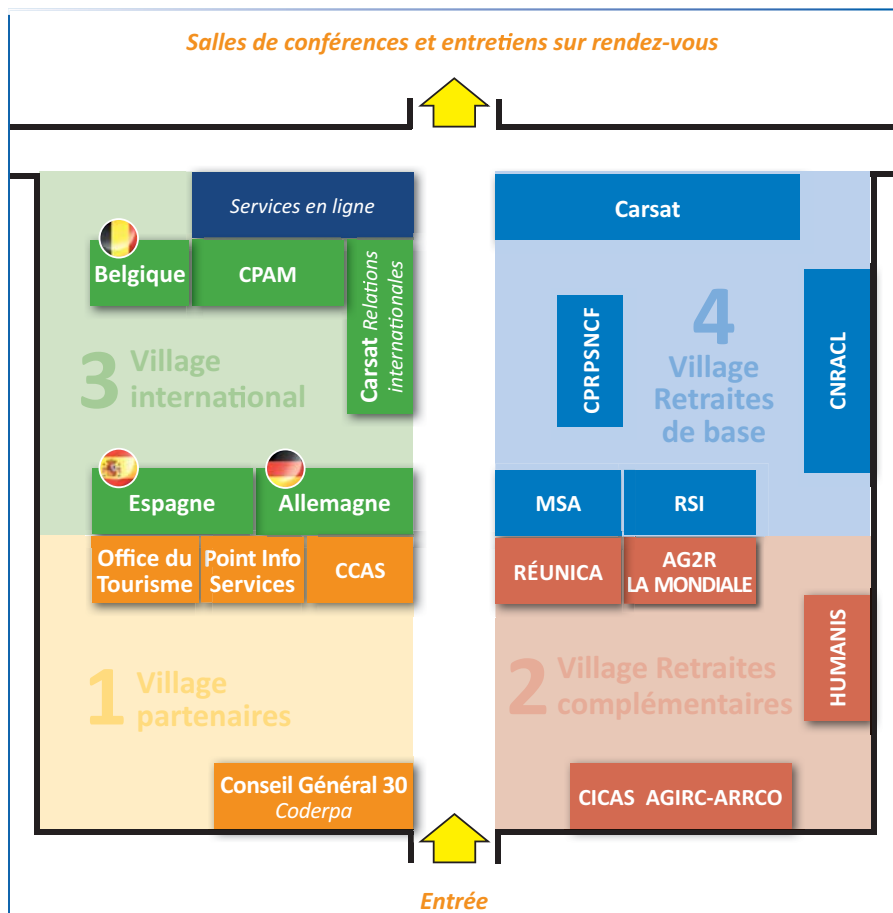 Salles de conférences et entretiens sur rendez-vous
Services en ligne
Belgique
CPAM
Carsat Relations
internationales
3 Village
international
Espagne
Allemagne
Carsat
CPRPSNCF
4
Village
Retraites
de base
CNRACL
MSA
RSI
Office du
Tourisme
Point Info
Services
CCAS
1 Village
partenaires
Conseil Général 30
Coderpa
RÉUNICA
AG2R
LA MONDIALE
HUMANIS
2 Village Retraites
complémentaires
CICAS AGIRC-ARRCO
Entrée